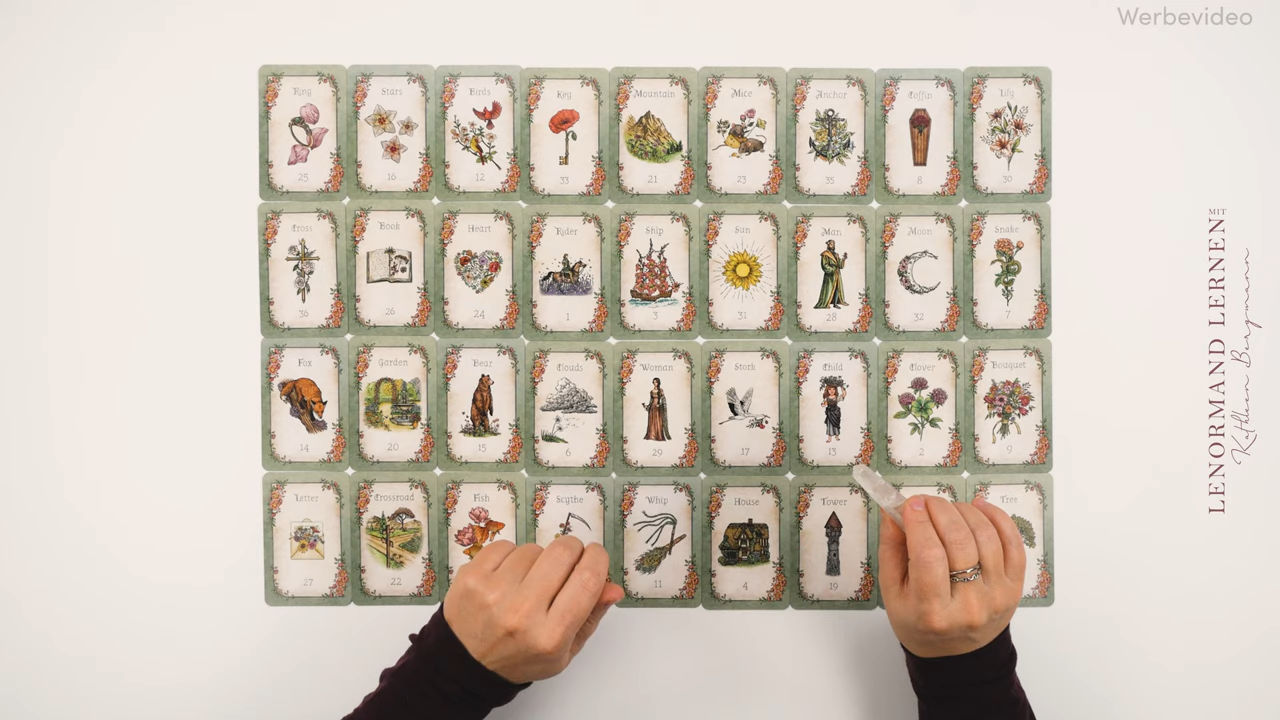 Werbevideo
Ring
25
Stars
16
Birds
12
Key
33
Mountain
21
Mice
23
Anchor
35
Coffin
8
Lily
30
Cross
36
Book
26
Heart
24
Rider
1
Ship
3
Sun
31
Man
28
Moon
32
Snake
7
Fox
14
Garden
20
Bear
15
Clouds
6
Woman
29
Stork
17
Child
13
Clover
2
Bouquet
9
Letter
27
Crossroad
22
Fish
Scythe
Whip
11
House
4
Tower
19
Tree
LENORMAND LERNEN MIT
Kathleen Bergmann